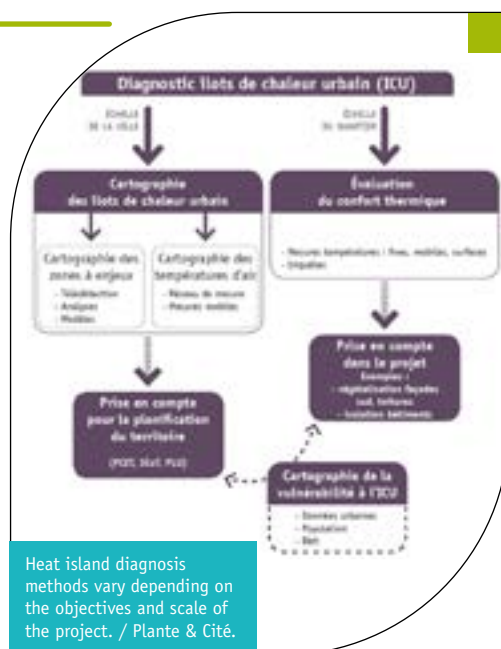 Diagnostic îlots de chaleur urbain (ICU)
ÉCHELLE
DE LA VILLE
ÉCHELLE
DU QUARTIER
Cartographie
des îlots de chaleur urbain
Évaluation
du confort thermique
Cartographie des
zones à enjeux
- Télédétection
- Analyses
- Modèles
Cartographie des
températures d'air
- Réseau de mesure
- Mesures mobiles
- Mesures températures : fixes, mobiles, surfaces
- Enquêtes
Prise en compte
pour la planification
du territoire
(PCET, SCoT, PLU)
Prise en compte
dans le projet
Exemples :
- végétalisation façades
sud, toitures
- isolation bâtiments
Cartographie de la
vulnérabilité à l'ICU
- Données urbaines
- Population
- Bâti
Heat island diagnosis
methods vary depending on
the objectives and scale of
the project. / Plante & Cité.